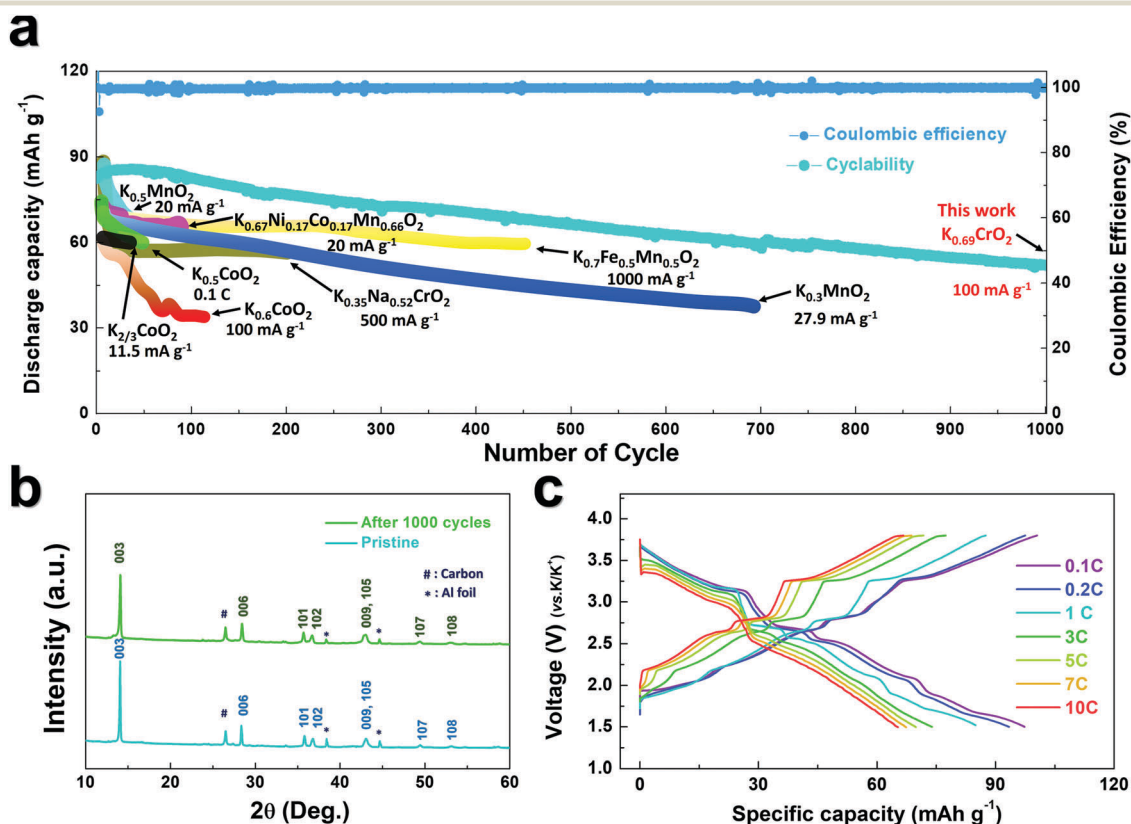 a
Discharge capacity (mAh g⁻¹)
120
90
60
30
0
Coulombic efficiency
Cyclability
K₀.₅MnO₂
20 mA g⁻¹
K₀.₆₇Ni₀.₁₇Co₀.₁₇Mn₀.₆₆O₂
20 mA g⁻¹
K₀.₇Fe₀.₅Mn₀.₅O₂
1000 mA g⁻¹
This work
K₀.₆₉CrO₂
100 mA g⁻¹
K₀.₅CoO₂
0.1 C
K₀.₃₅Na₀.₅₂CrO₂
500 mA g⁻¹
K₀.₃MnO₂
27.9 mA g⁻¹
K₂/₃CoO₂
11.5 mA g⁻¹
K₀.₆CoO₂
100 mA g⁻¹
100
80
60
40
20
0
Coulombic Efficiency (%)
0 100 200 300 400 500 600 700 800 900 1000
Number of Cycle
b
Intensity (a.u.)
After 1000 cycles
Pristine
# : Carbon
* : Al foil
003
#
006
101
102
*
009, 105
*
107
108
003
#
006
101
102
*
009, 105
*
107
108
10 20 30 40 50 60
2θ (Deg.)
c
Voltage (V) (vs.K/K⁺)
4.0
3.5
3.0
2.5
2.0
1.5
1.0
0.1C
0.2C
1 C
3C
5C
7C
10C
0 30 60 90 120
Specific capacity (mAh g⁻¹)